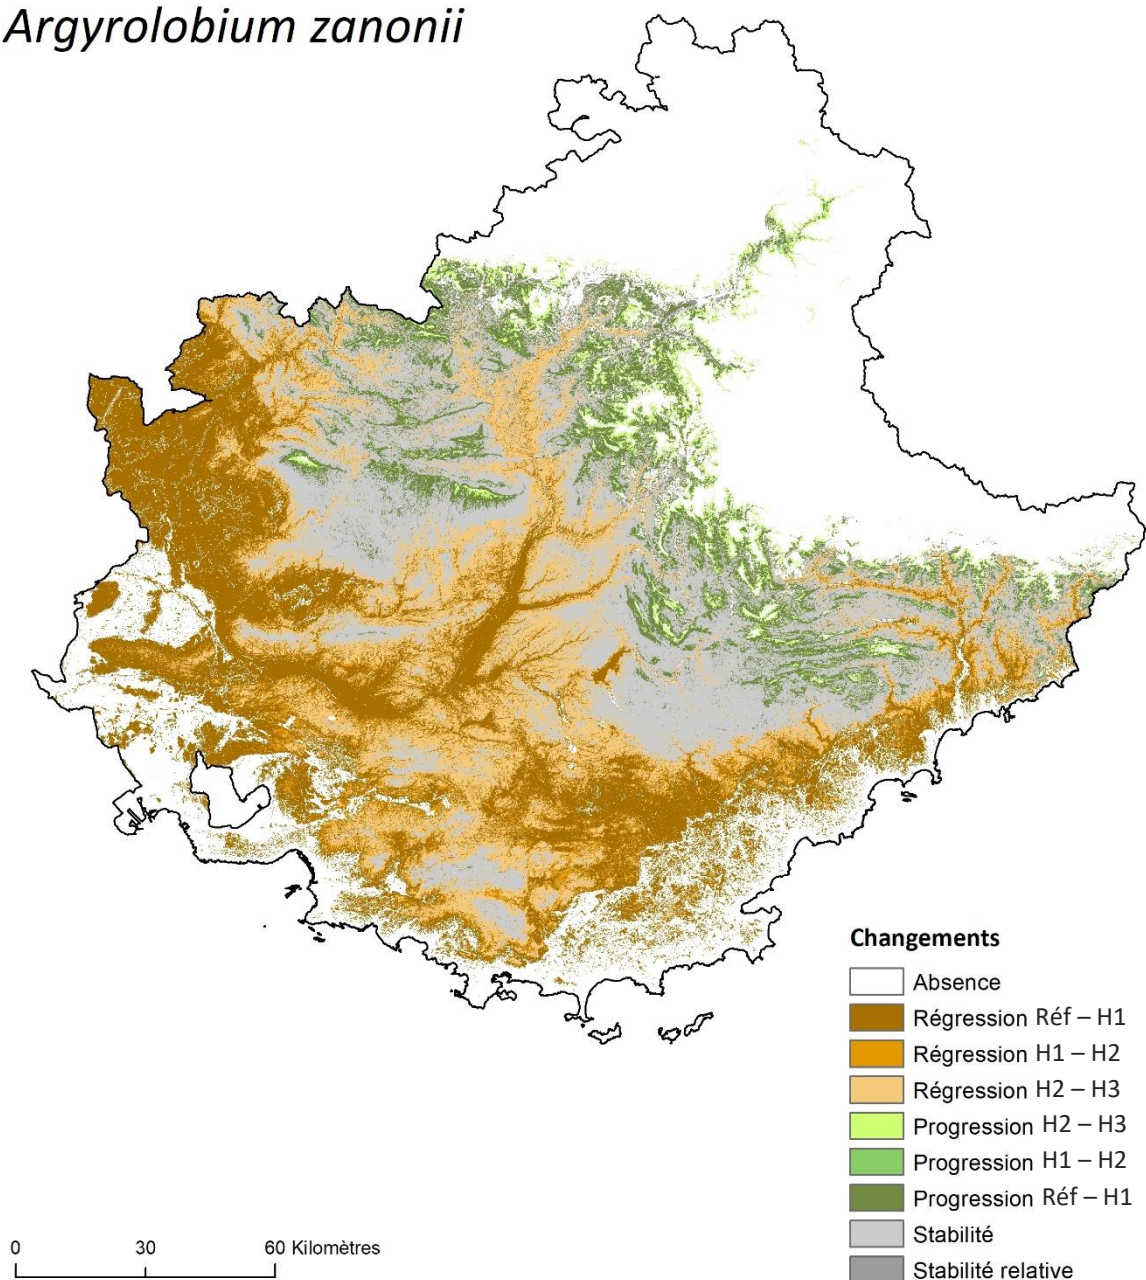 Argyrolobium zanonii
Changements
Absence
Régression Réf – H1
Régression H1 – H2
Régression H2 – H3
Progression H2 – H3
Progression H1 – H2
Progression Réf – H1
Stabilité
Stabilité relative
0 30 60 Kilomètres